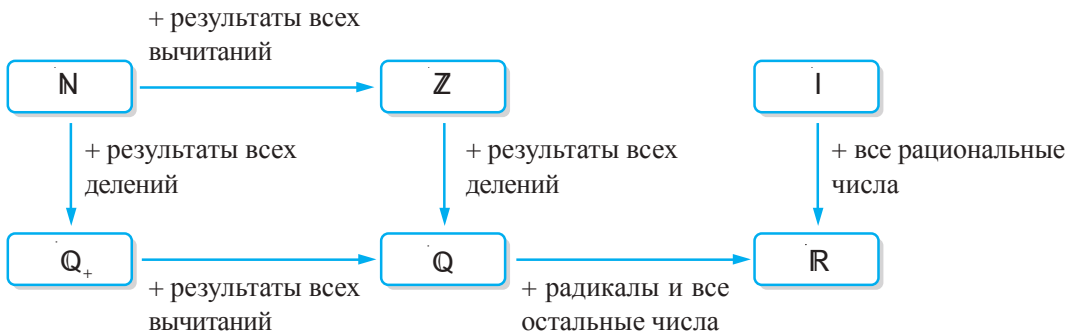 + результаты всех
вычитаний
ℕ
ℤ
I
+ результаты всех
делений
+ результаты всех
делений
+ все рациональные
числа
ℚ₊
ℚ
ℝ
+ результаты всех
вычитаний
+ радикалы и все
остальные числа